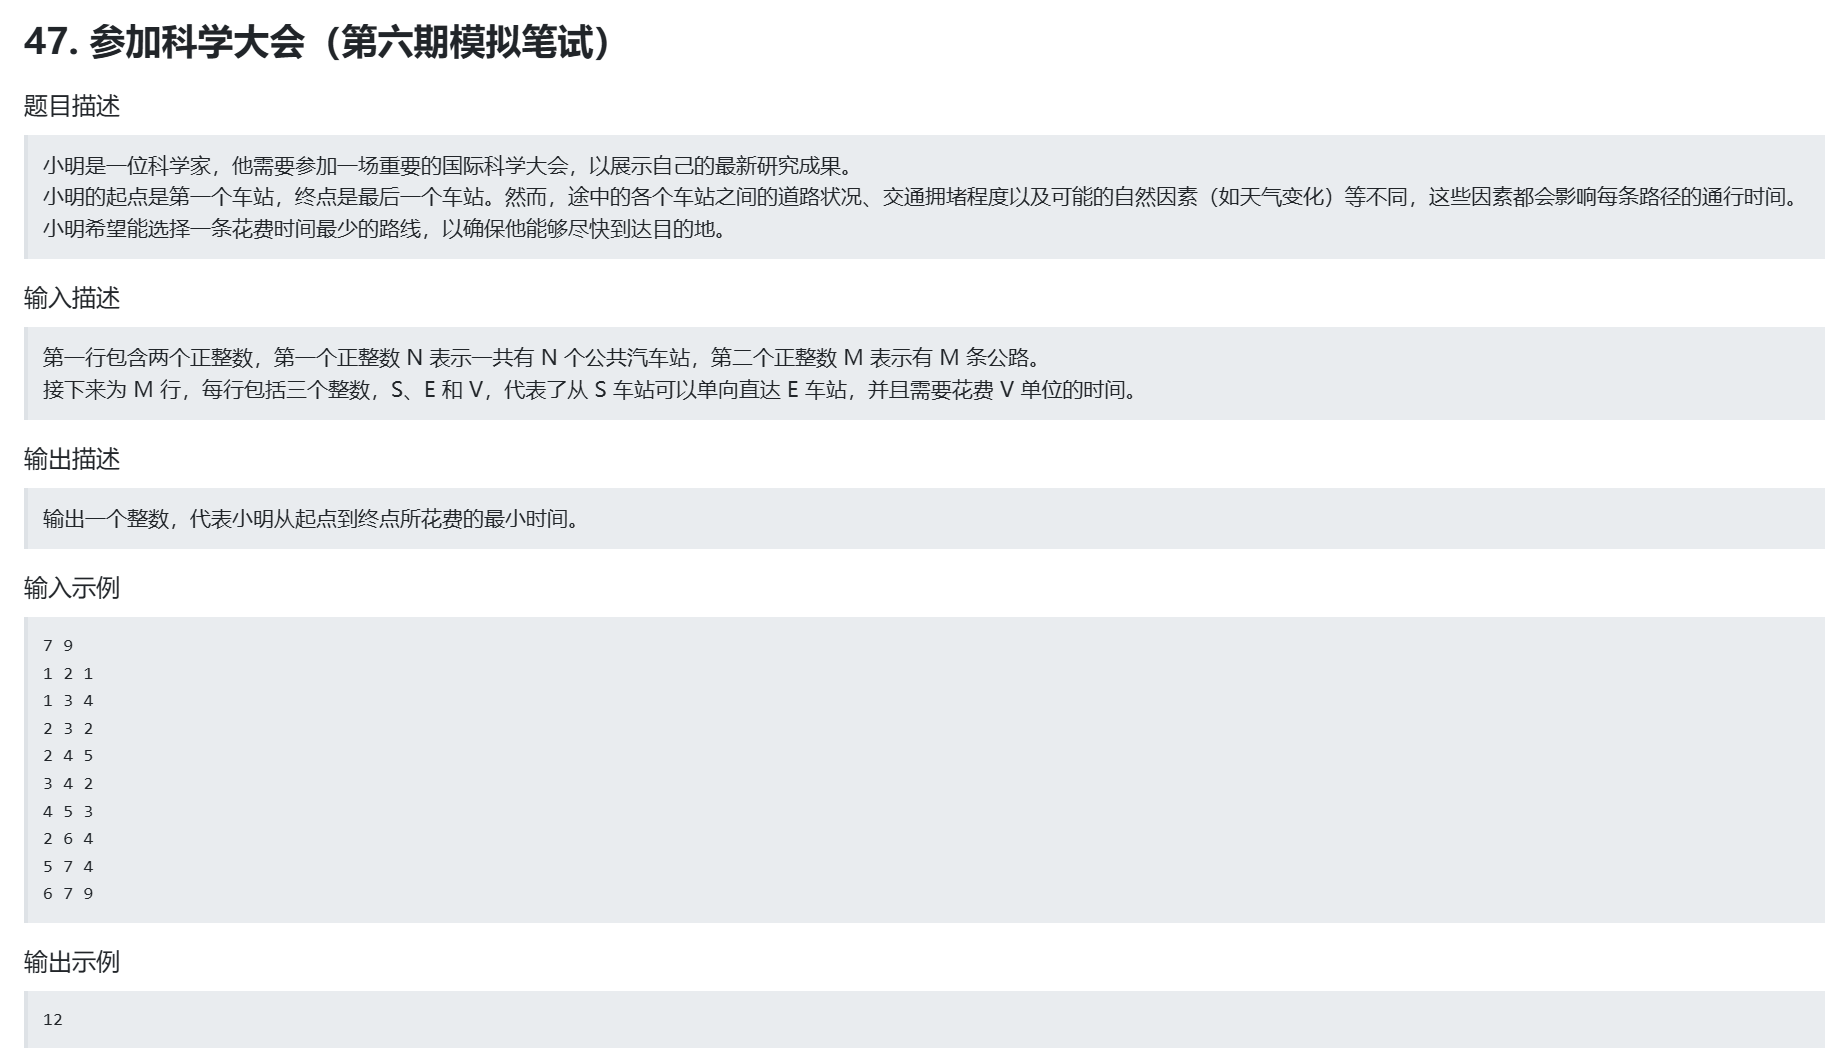 47. 参加科学大会（第六期模拟笔试）
题目描述
小明是一位科学家，他需要参加一场重要的国际科学大会，以展示自己的最新研究成果。
小明的起点是第一个车站，终点是最后一个车站。然而，途中的各个车站之间的道路状况、交通拥堵程度以及可能的自然因素（如天气变化）等不同，这些因素都会影响每条路径的通行时间。
小明希望能选择一条花费时间最少的路线，以确保他能够尽快到达目的地。
输入描述
第一行包含两个正整数，第一个正整数 N 表示一共有 N 个公共汽车站，第二个正整数 M 表示有 M 条公路。
接下来为 M 行，每行包括三个整数，S、E 和 V，代表了从 S 车站可以单向直达 E 车站，并且需要花费 V 单位的时间。
输出描述
输出一个整数，代表小明从起点到终点所花费的最小时间。
输入示例
7 9
1 2 1
1 3 4
2 3 2
2 4 5
3 4 2
4 5 3
2 6 4
5 7 4
6 7 9
输出示例
12